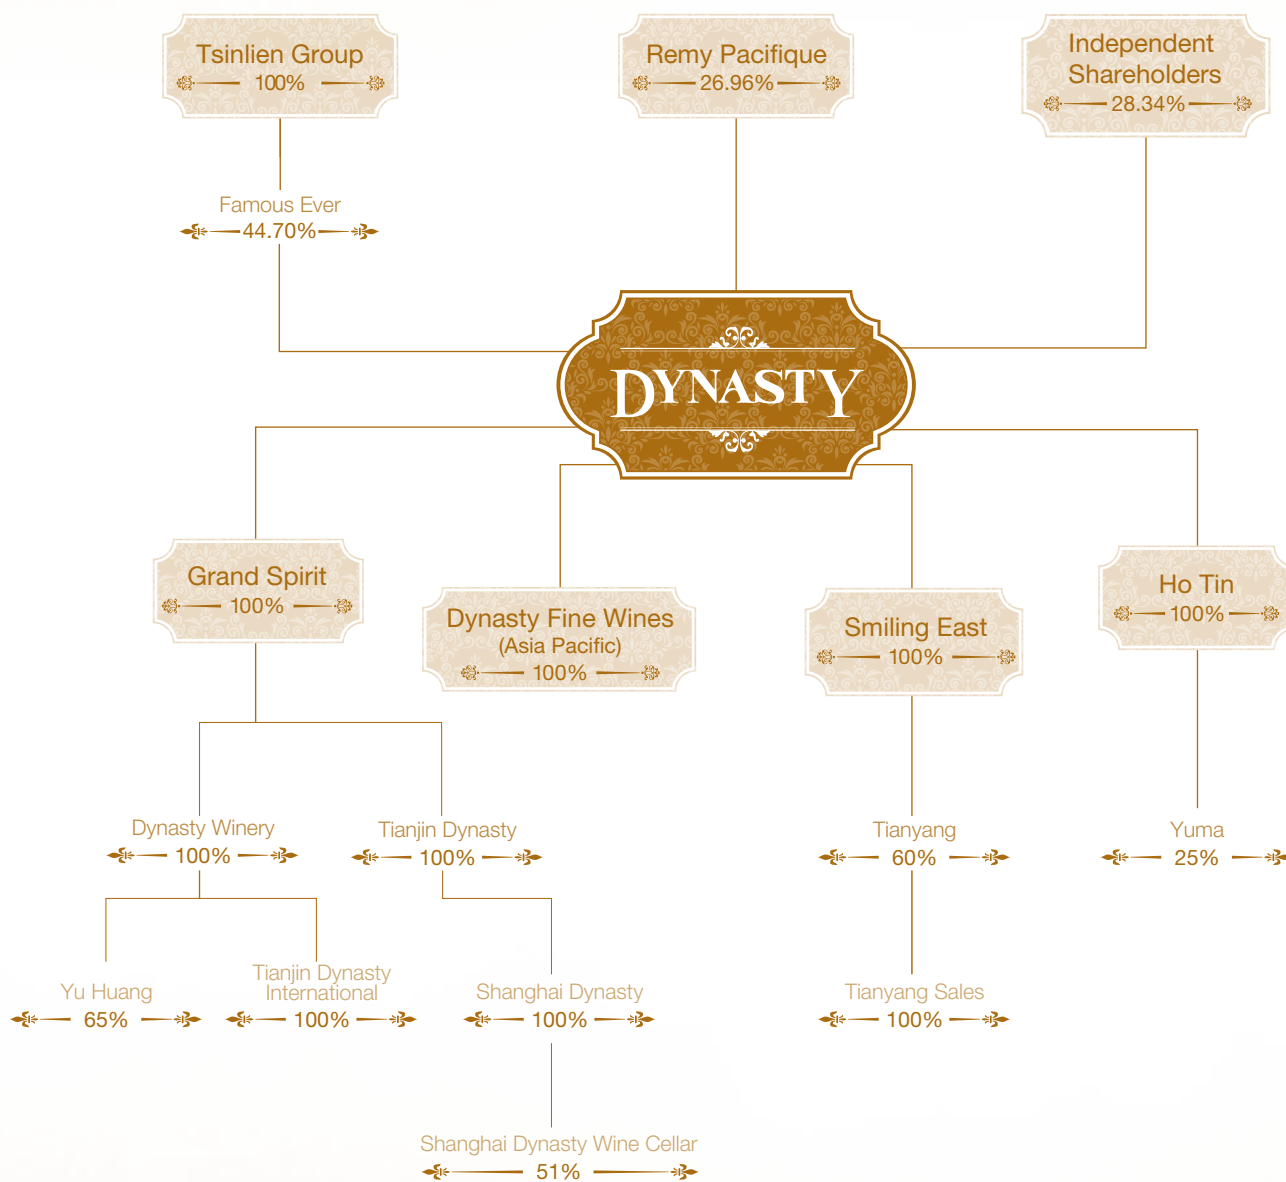 Tsinlien Group
100%
Remy Pacifique
26.96%
Independent
Shareholders
28.34%
Famous Ever
44.70%
DYNASTY
Grand Spirit
100%
Dynasty Fine Wines
(Asia Pacific)
100%
Smiling East
100%
Ho Tin
100%
Dynasty Winery
100%
Tianjin Dynasty
100%
Tianyang
60%
Yuma
25%
Yu Huang
65%
Tianjin Dynasty
International
100%
Shanghai Dynasty
100%
Tianyang Sales
100%
Shanghai Dynasty Wine Cellar
51%